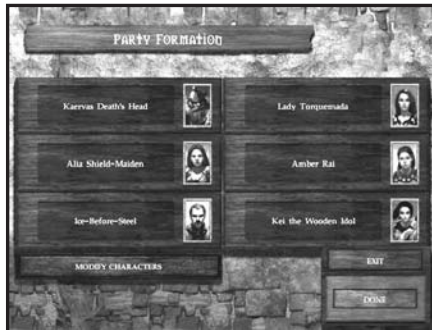 PARTY FORMATION
Kaervas Death's Head
Lady Torquemada
Alia Shield-Maiden
Amber Rai
Ice-Before-Steel
Kei the Wooden Idol
MODIFY CHARACTERS
EXIT
DONE